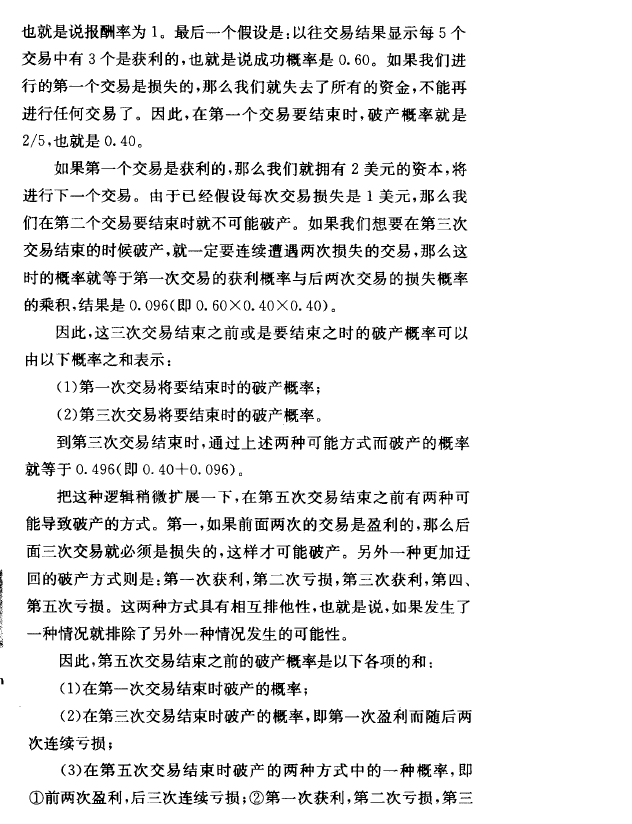 也就是说报酬率为1。最后一个假设是:以往交易结果显示每5个
交易中有3个是获利的,也就是说成功概率是0.60。如果我们进
行的第一个交易是损失的,那么我们就失去了所有的资金,不能再
进行任何交易了。因此,在第一个交易要结束时,破产概率就是
2/5,也就是0.40。
如果第一个交易是获利的,那么我们就拥有2美元的资本,将
进行下一个交易。由于已经假设每次交易损失是1美元,那么我
们在第二个交易要结束时就不可能破产。如果我们想要在第三次
交易结束的时候破产,就一定要连续遭遇两次损失的交易,那么这
时的概率就等于第一次交易的获利概率与后两次交易的损失概率
的乘积,结果是0.096(即0.60×0.40×0.40)。
因此,这三次交易结束之前或是要结束之时的破产概率可以
由以下概率之和表示:
(1)第一次交易将要结束时的破产概率;
(2)第三次交易将要结束时的破产概率。
到第三次交易结束时,通过上述两种可能方式而破产的概率
就等于0.496(即0.40+0.096)。
把这种逻辑稍微扩展一下,在第五次交易结束之前有两种可
能导致破产的方式。第一,如果前面两次的交易是盈利的,那么后
面三次交易就必须是损失的,这样才可能破产。另外一种更加迂
回的破产方式则是:第一次获利,第二次亏损,第三次获利,第四、
第五次亏损。这两种方式具有相互排他性,也就是说,如果发生了
一种情况就排除了另外一种情况发生的可能性。
因此,第五次交易结束之前的破产概率是以下各项的和:
(1)在第一次交易结束时破产的概率;
(2)在第三次交易结束时破产的概率,即第一次盈利而随后两
次连续亏损;
(3)在第五次交易结束时破产的两种方式中的一种概率,即
①前两次盈利,后三次连续亏损;②第一次获利,第二次亏损,第三